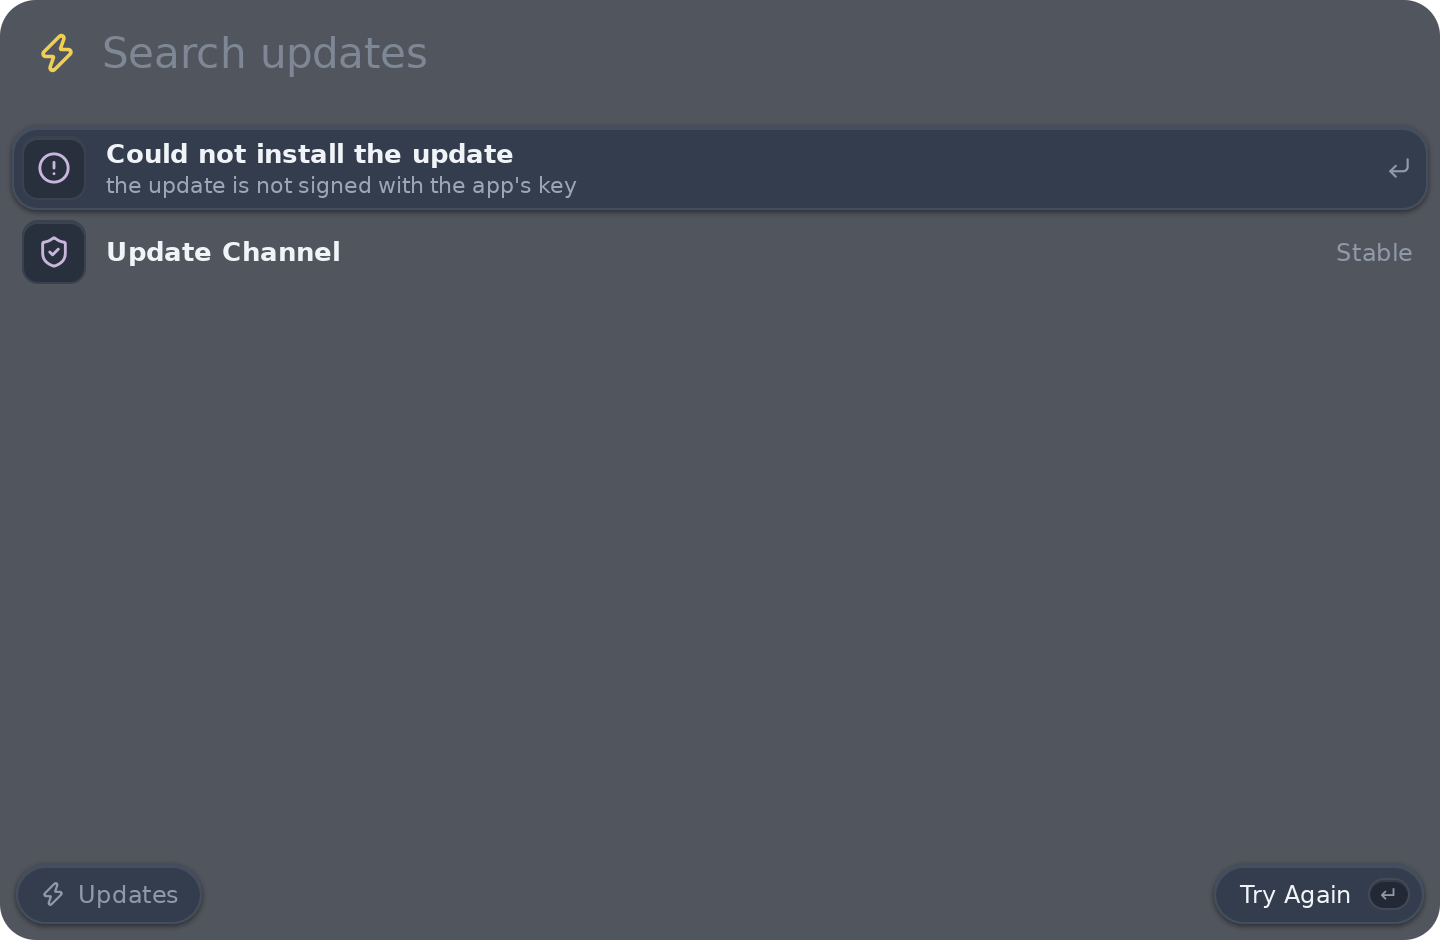 Search updates
Could not install the update
the update is not signed with the app's key
Update Channel
Stable
Updates
Try Again